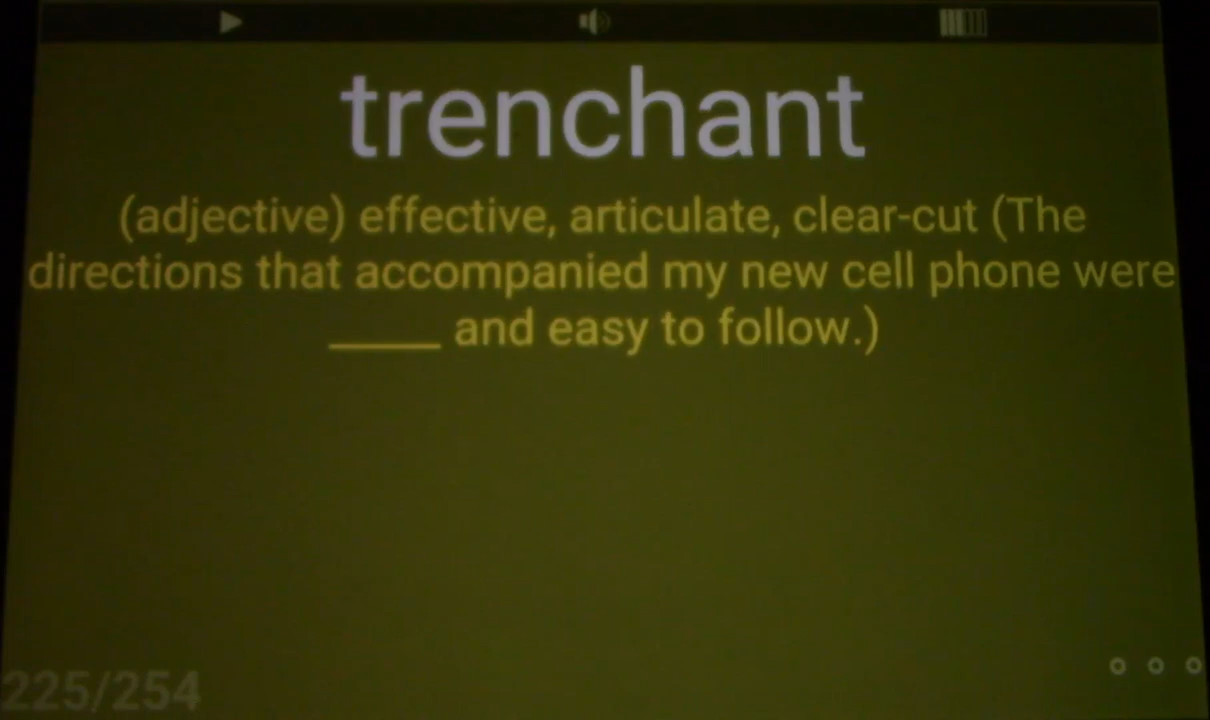 trenchant
(adjective) effective, articulate, clear-cut (The
directions that accompanied my new cell phone were
_____ and easy to follow.)
225/254